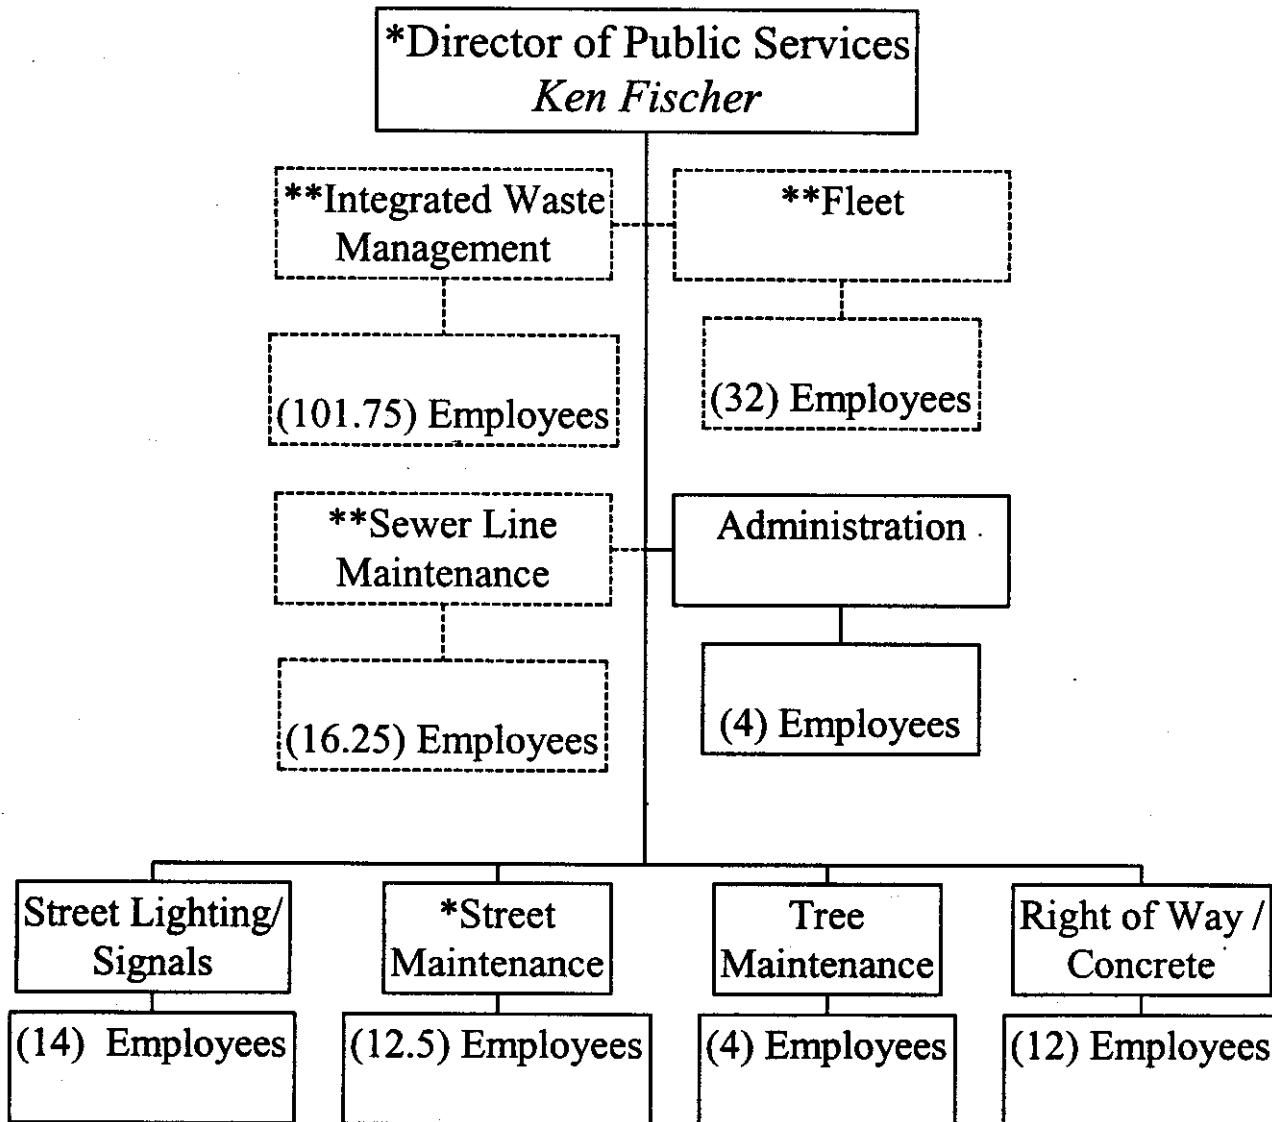 *Director of Public Services
Ken Fischer
**Integrated Waste
Management
**Fleet
(101.75) Employees
(32) Employees
**Sewer Line
Maintenance
Administration
(16.25) Employees
(4) Employees
Street Lighting/
Signals
*Street
Maintenance
Tree
Maintenance
Right of Way /
Concrete
(14) Employees
(12.5) Employees
(4) Employees
(12) Employees